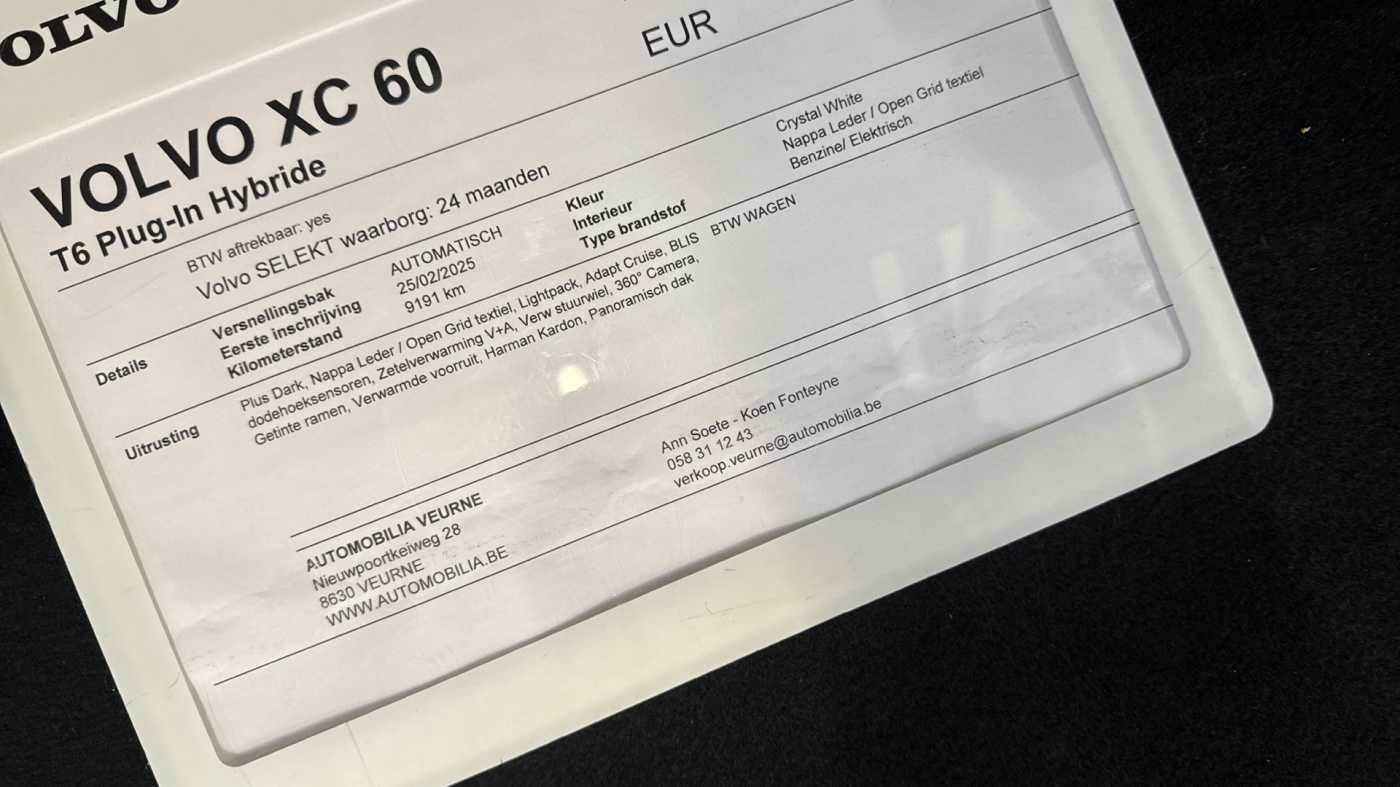 VOLVO XC 60
EUR
T6 Plug-In Hybride
BTW aftrekbaar: yes
Volvo SELEKT waarborg: 24 maanden
Details
Versnellingsbak AUTOMATISCH
Eerste inschrijving 25/02/2025
Kilometerstand 9191 km
Kleur Crystal White
Interieur Nappa Leder / Open Grid textiel
Type brandstof Benzine/ Elektrisch
Uitrusting
Plus Dark, Nappa Leder / Open Grid textiel, Lightpack, Adapt Cruise, BLIS BTW WAGEN
dodehoeksensoren, Zetelverwarming V+A, Verw stuurwiel, 360° Camera,
Getinte ramen, Verwarmde voorruit, Harman Kardon, Panoramisch dak
AUTOMOBILIA VEURNE
Nieuwpoortkeiweg 28
8630 VEURNE
WWW.AUTOMOBILIA.BE
Ann Soete - Koen Fonteyne
058 31 12 43
verkoop.veurne@automobilia.be